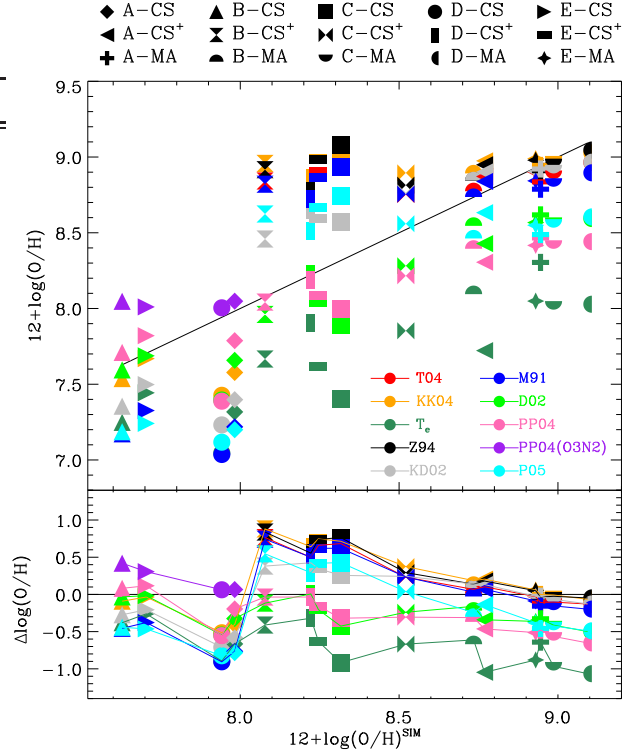 A-CS B-CS C-CS D-CS E-CS
A-CS⁺ B-CS⁺ C-CS⁺ D-CS⁺ E-CS⁺
A-MA B-MA C-MA D-MA E-MA
9.5
9.0
8.5
8.0
7.5
7.0
12+log(O/H)
T04 M91
KK04 D02
Tₑ PP04
Z94 PP04(O3N2)
KD02 P05
1.0
0.5
0.0
−0.5
−1.0
Δlog(O/H)
8.0 8.5 9.0
12+log(O/H)ˢᴵᴹ